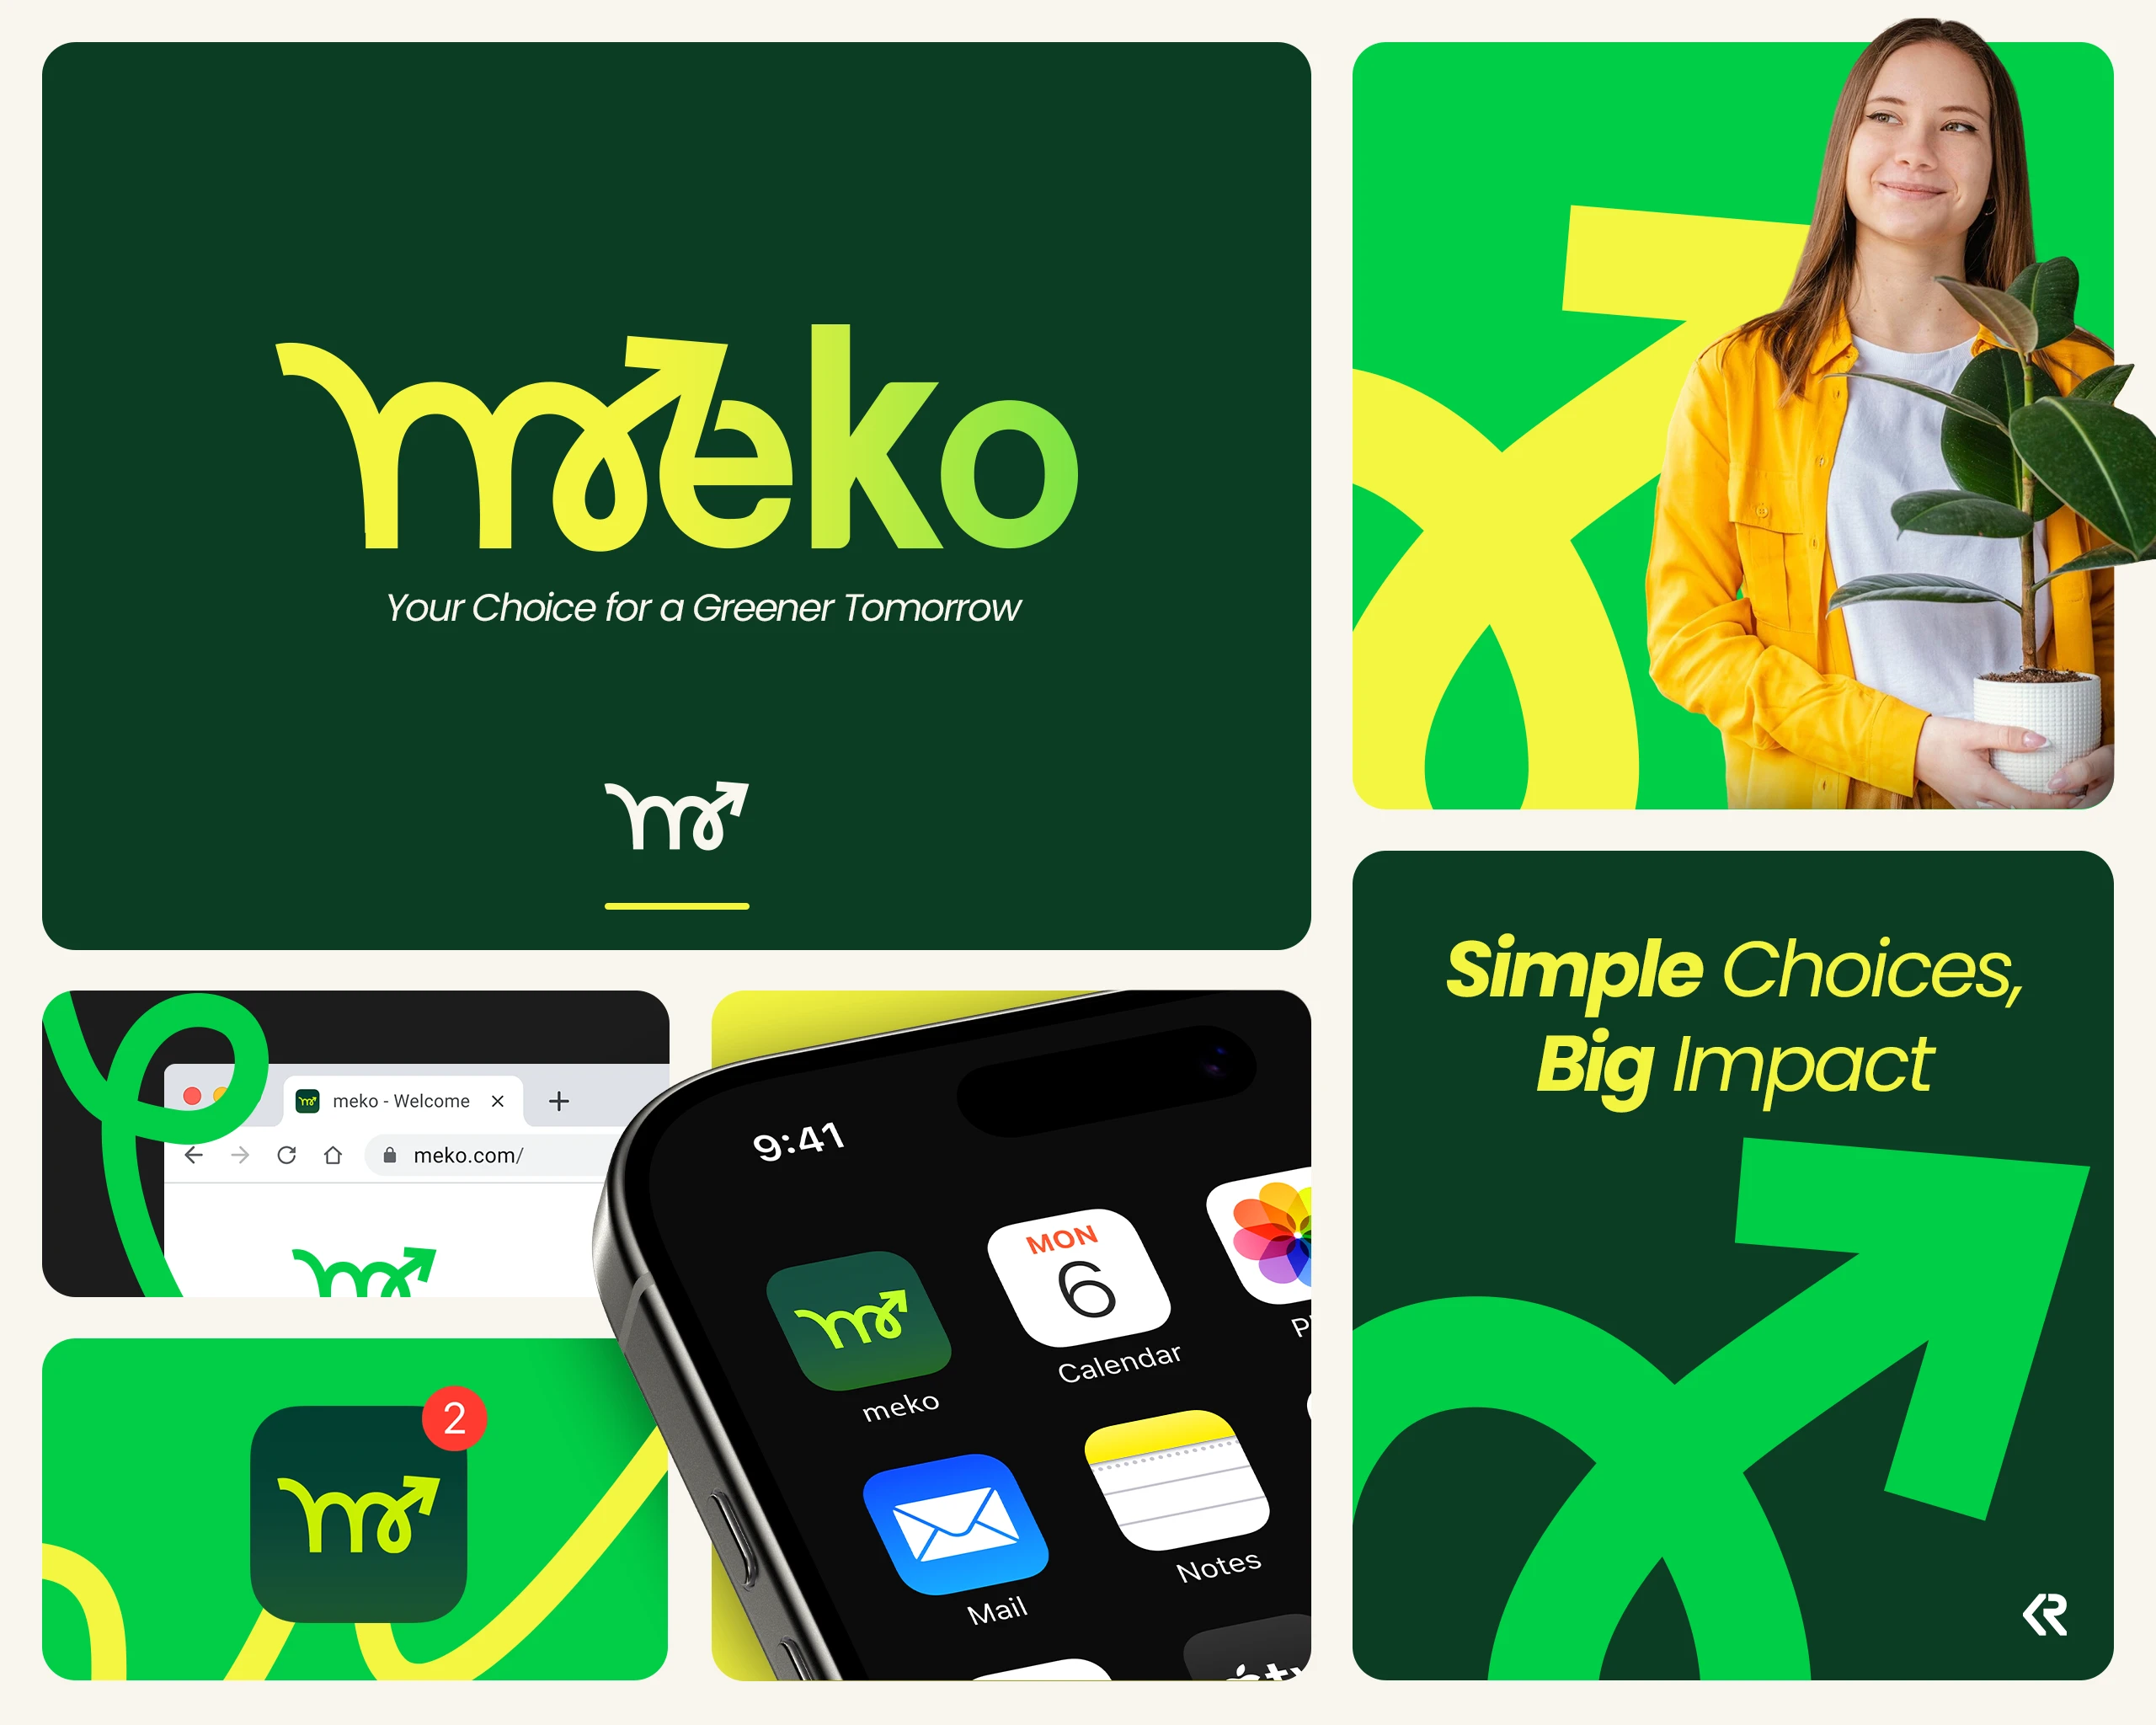 meko
Your Choice for a Greener Tomorrow
m
Simple Choices,
Big Impact
meko - Welcome
meko.com/
m
9:41
MON
6
Calendar
meko
Mail
Notes
2
m